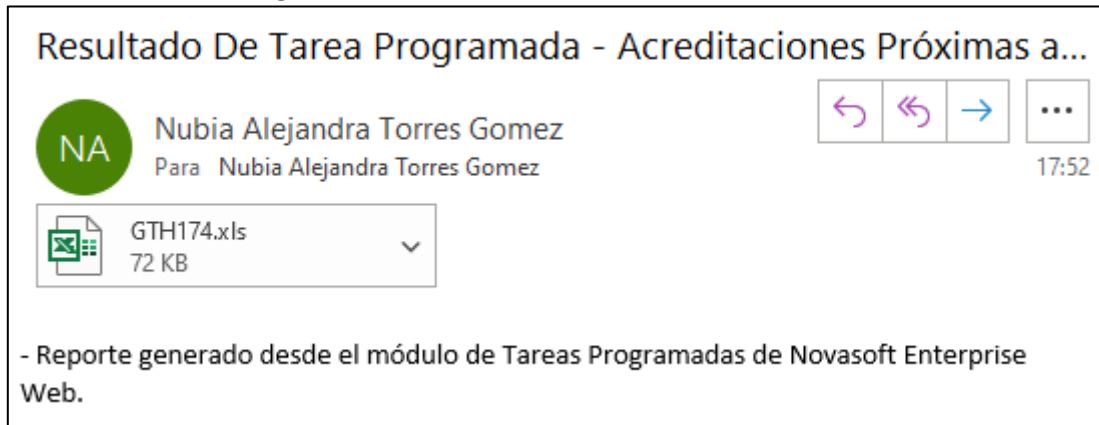 Resultado De Tarea Programada - Acreditaciones Próximas a...
NA
Nubia Alejandra Torres Gomez
Para Nubia Alejandra Torres Gomez
17:52
GTH174.xls
72 KB
- Reporte generado desde el módulo de Tareas Programadas de Novasoft Enterprise
Web.